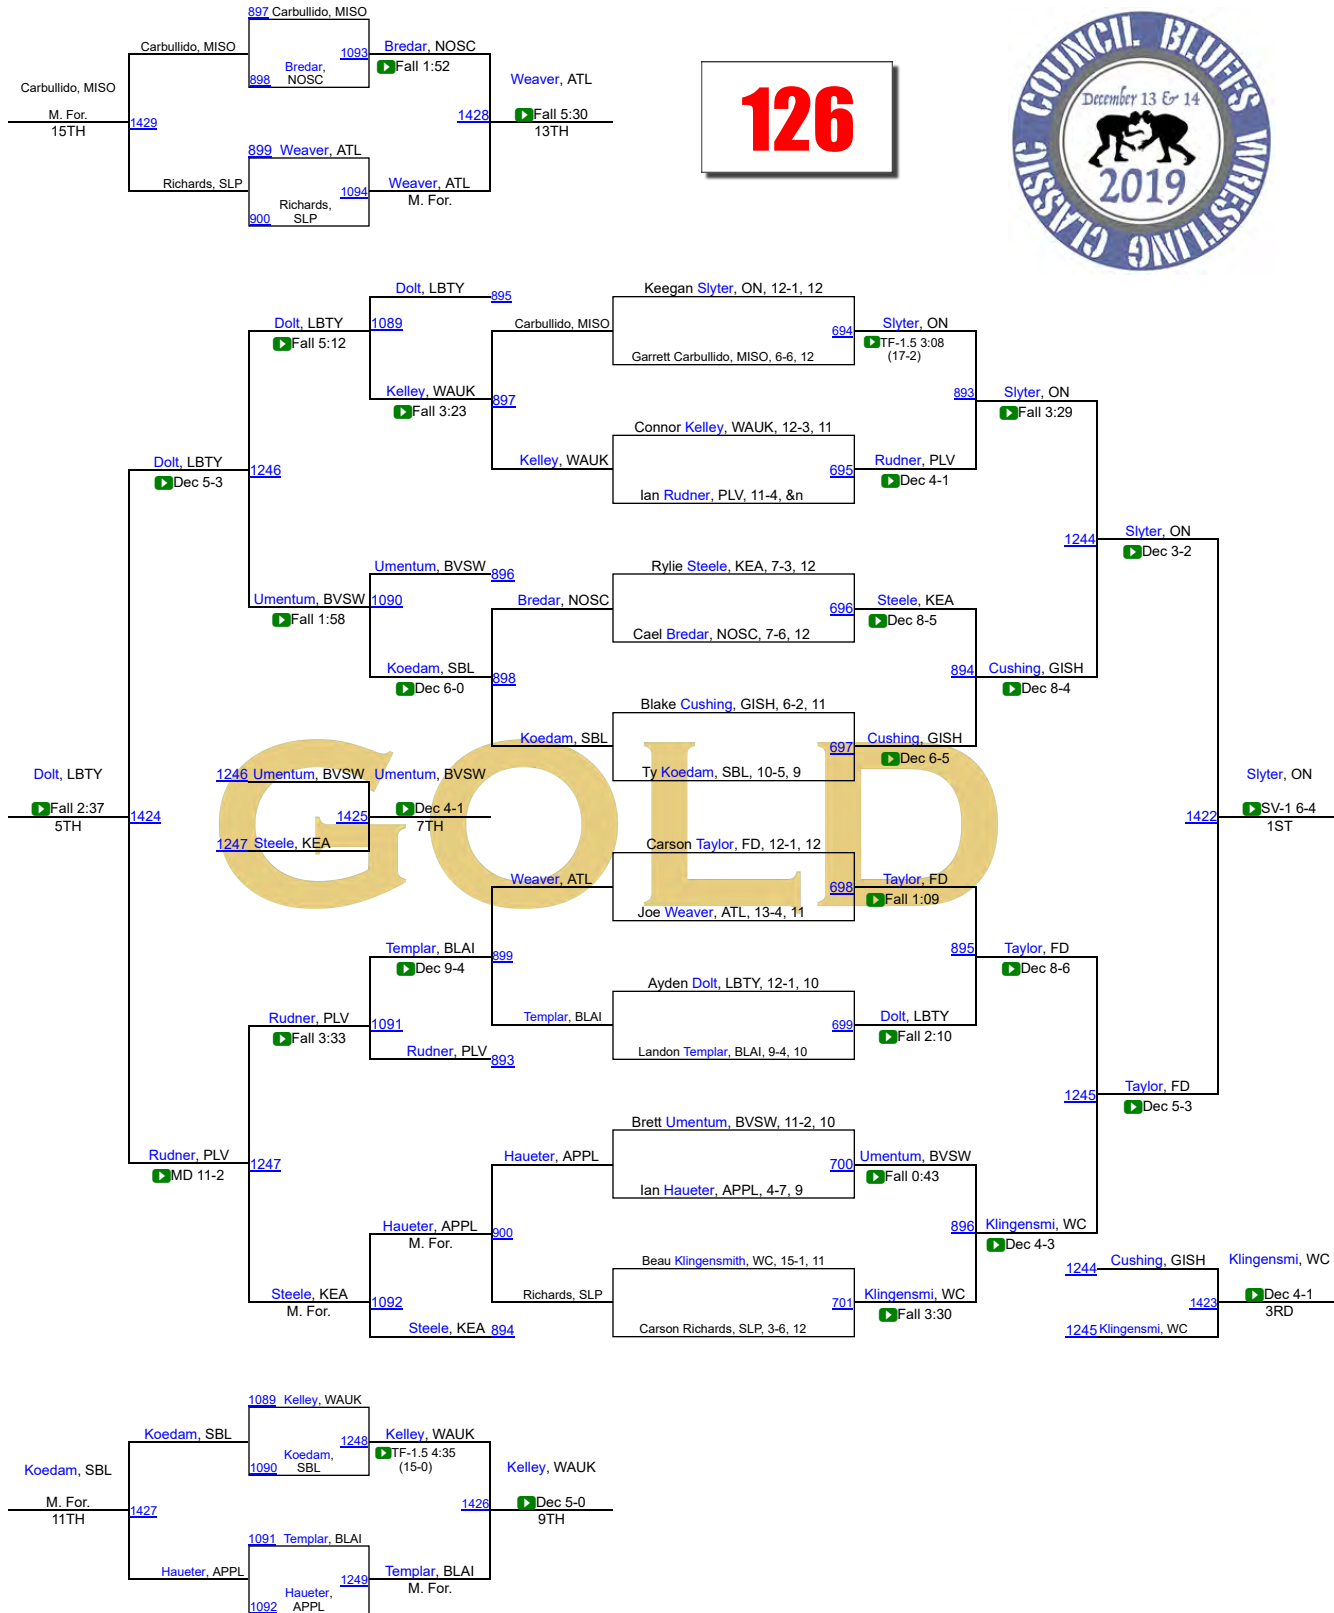 897 Carbullido, MISO
Carbullido, MISO
1093
Bredar, NOSC
Fall 1:52
Bredar,
NOSC
898
Carbullido, MISO
M. For.
15TH
1429
1428
Weaver, ATL
Fall 5:30
13TH
899 Weaver, ATL
Richards, SLP
1094
Weaver, ATL
M. For.
Richards,
SLP
900
126
COUNCIL BLUFFS WRESTLING CLASSIC
December 13 & 14
2019
Dolt, LBTY
895
Keegan Slyter, ON, 12-1, 12
Dolt, LBTY
1089
Fall 5:12
Carbullido, MISO
694
Slyter, ON
TF-1.5 3:08
(17-2)
Garrett Carbullido, MISO, 6-6, 12
Kelley, WAUK
Fall 3:23
897
893
Slyter, ON
Fall 3:29
Connor Kelley, WAUK, 12-3, 11
Dolt, LBTY
Dec 5-3
1246
Kelley, WAUK
695
Rudner, PLV
Dec 4-1
Ian Rudner, PLV, 11-4, &n
1244
Slyter, ON
Dec 3-2
Umentum, BVSW
896
Rylie Steele, KEA, 7-3, 12
Umentum, BVSW
1090
Fall 1:58
Bredar, NOSC
696
Steele, KEA
Dec 8-5
Cael Bredar, NOSC, 7-6, 12
Koedam, SBL
Dec 6-0
898
894
Cushing, GISH
Dec 8-4
Blake Cushing, GISH, 6-2, 11
Koedam, SBL
697
Cushing, GISH
Dec 6-5
Ty Koedam, SBL, 10-5, 9
GOLD
Dolt, LBTY
Fall 2:37
5TH
1424
1246 Umentum, BVSW
Umentum, BVSW
1425
Dec 4-1
7TH
1247 Steele, KEA
1422
Slyter, ON
SV-1 6-4
1ST
Carson Taylor, FD, 12-1, 12
Weaver, ATL
698
Taylor, FD
Fall 1:09
Joe Weaver, ATL, 13-4, 11
Templar, BLAI
Dec 9-4
899
895
Taylor, FD
Dec 8-6
Ayden Dolt, LBTY, 12-1, 10
Rudner, PLV
Fall 3:33
1091
Templar, BLAI
699
Dolt, LBTY
Fall 2:10
Rudner, PLV
893
Landon Templar, BLAI, 9-4, 10
1245
Taylor, FD
Dec 5-3
Brett Umentum, BVSW, 11-2, 10
Rudner, PLV
MD 11-2
1247
Haueter, APPL
700
Umentum, BVSW
Fall 0:43
Ian Haueter, APPL, 4-7, 9
Haueter, APPL
M. For.
900
896
Klingensmi, WC
Dec 4-3
Beau Klingensmith, WC, 15-1, 11
Steele, KEA
M. For.
1092
Richards, SLP
701
Klingensmi, WC
Fall 3:30
Steele, KEA
894
Carson Richards, SLP, 3-6, 12
1244
Cushing, GISH
Klingensmi, WC
1423
Dec 4-1
3RD
1245 Klingensmi, WC
1089 Kelley, WAUK
Koedam, SBL
1248
Kelley, WAUK
TF-1.5 4:35
(15-0)
Koedam,
SBL
1090
Koedam, SBL
M. For.
11TH
1427
1426
Kelley, WAUK
Dec 5-0
9TH
1091 Templar, BLAI
Haueter, APPL
1249
Templar, BLAI
M. For.
Haueter,
APPL
1092